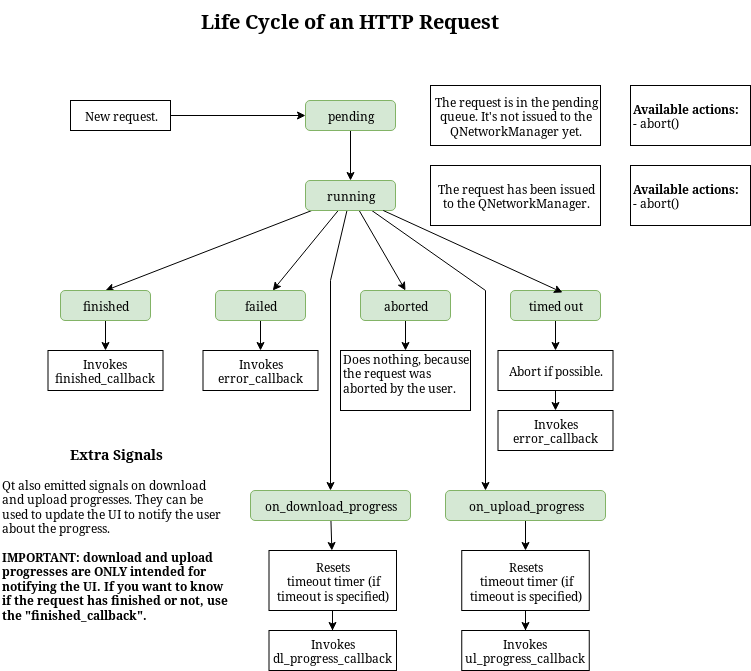 Life Cycle of an HTTP Request
New request.
pending
The request is in the pending
queue. It's not issued to the
QNetworkManager yet.
Available actions:
- abort()
running
The request has been issued
to the QNetworkManager.
Available actions:
- abort()
finished
failed
aborted
timed out
Invokes
finished_callback
Invokes
error_callback
Does nothing, because
the request was
aborted by the user.
Abort if possible.
Invokes
error_callback
Extra Signals
Qt also emitted signals on download
and upload progresses. They can be
used to update the UI to notify the user
about the progress.
IMPORTANT: download and upload
progresses are ONLY intended for
notifying the UI. If you want to know
if the request has finished or not, use
the "finished_callback".
on_download_progress
on_upload_progress
Resets
timeout timer (if
timeout is specified)
Resets
timeout timer (if
timeout is specified)
Invokes
dl_progress_callback
Invokes
ul_progress_callback